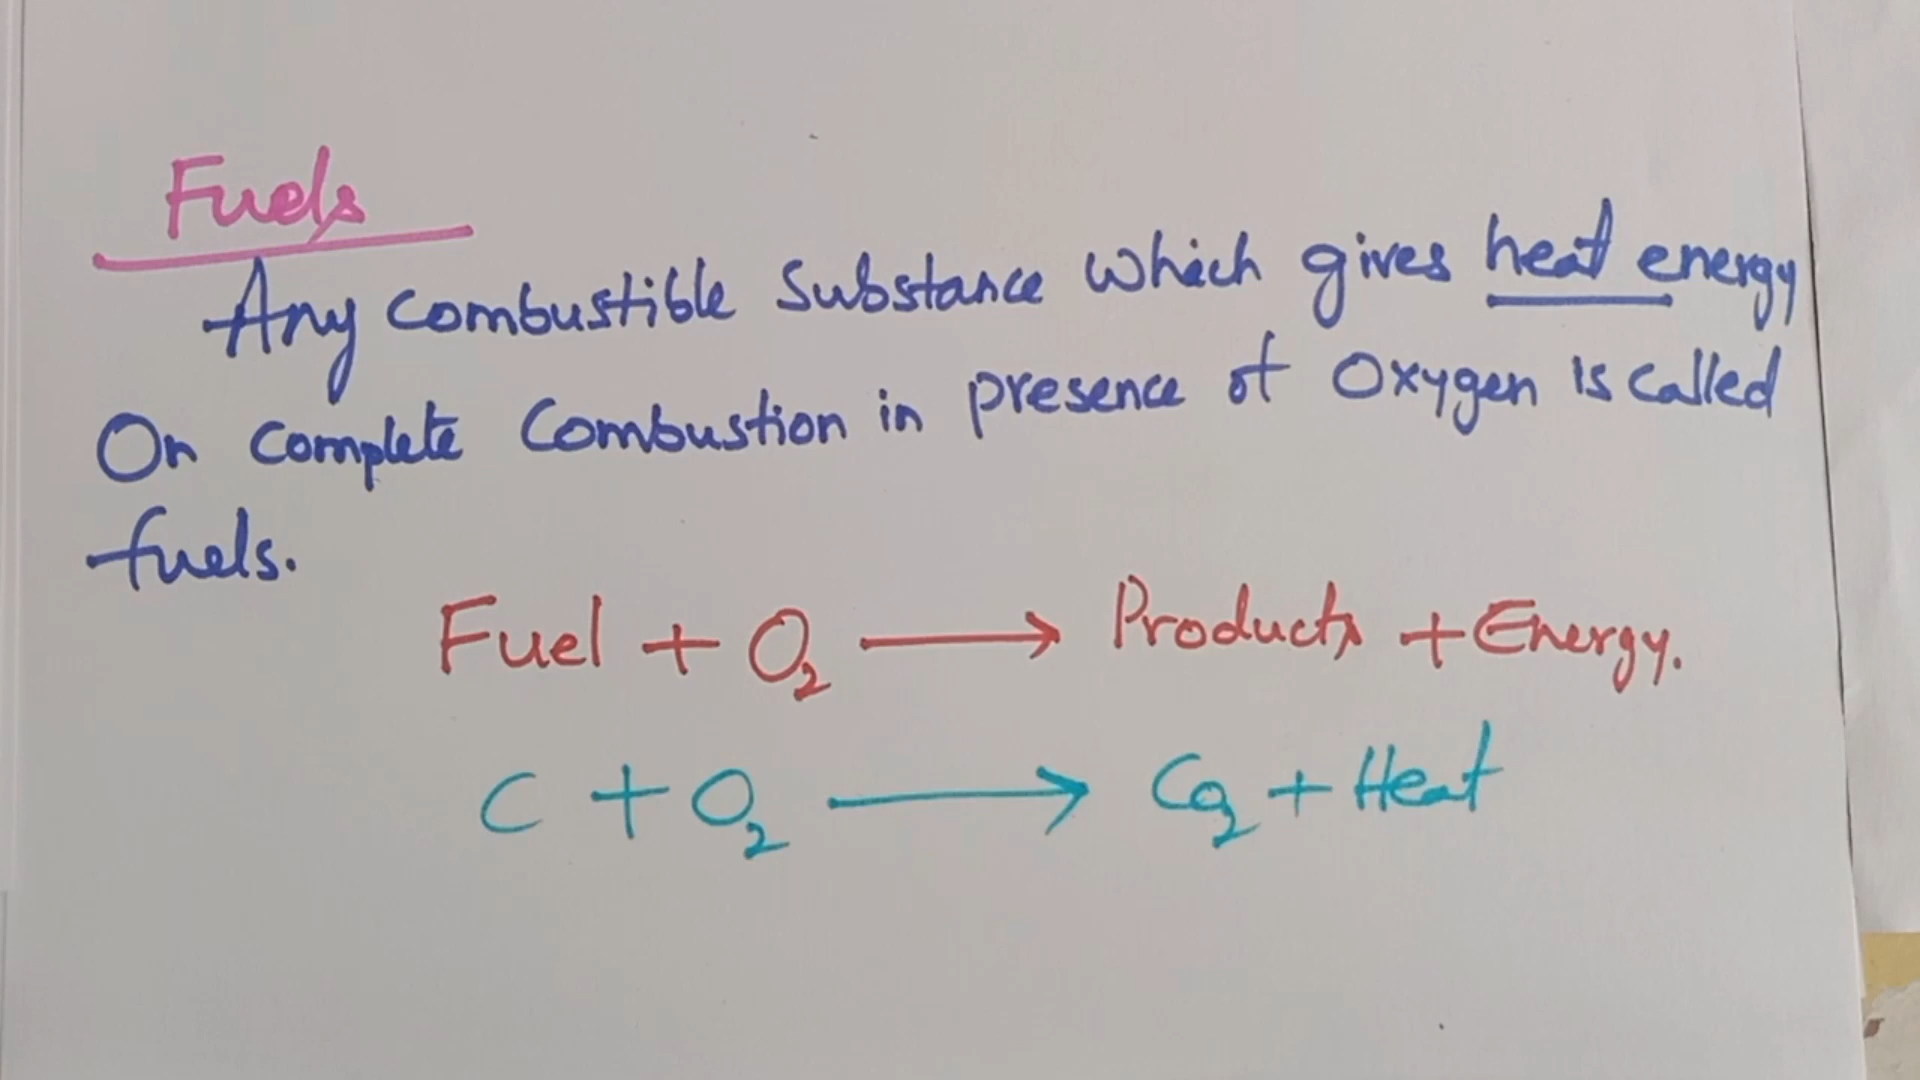 Fuels
Any combustible Substance which gives heat energy
On complete Combustion in presence of Oxygen is called
fuels.
Fuel + O₂ → Products + Energy.
C + O₂ → CO₂ + Heat